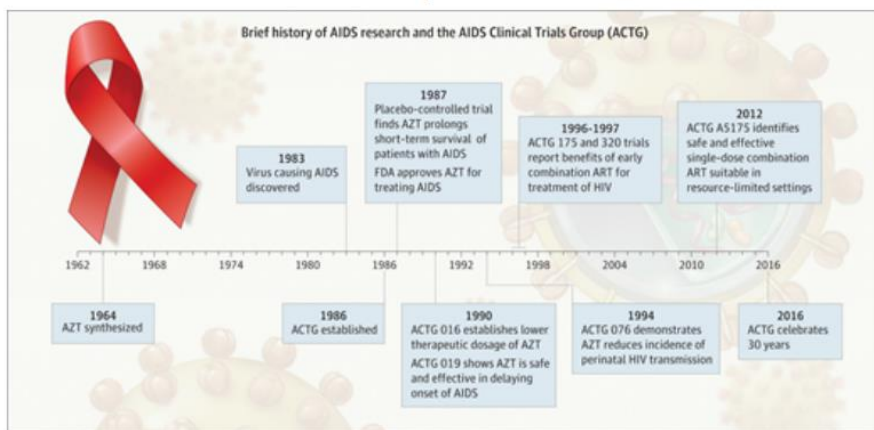 Brief history of AIDS research and the AIDS Clinical Trials Group (ACTG)
1987
Placebo-controlled trial
finds AZT prolongs
short-term survival of
patients with AIDS
FDA approves AZT for
treating AIDS
1983
Virus causing AIDS
discovered
1996-1997
ACTG 175 and 320 trials
report benefits of early
combination ART for
treatment of HIV
2012
ACTG A5175 identifies
safe and effective
single-dose combination
ART suitable in
resource-limited settings
1962 1968 1974 1980 1986 1992 1998 2004 2010 2016
1964
AZT synthesized
1986
ACTG established
1990
ACTG 016 establishes lower
therapeutic dosage of AZT
ACTG 019 shows AZT is safe
and effective in delaying
onset of AIDS
1994
ACTG 076 demonstrates
AZT reduces incidence of
perinatal HIV transmission
2016
ACTG celebrates
30 years